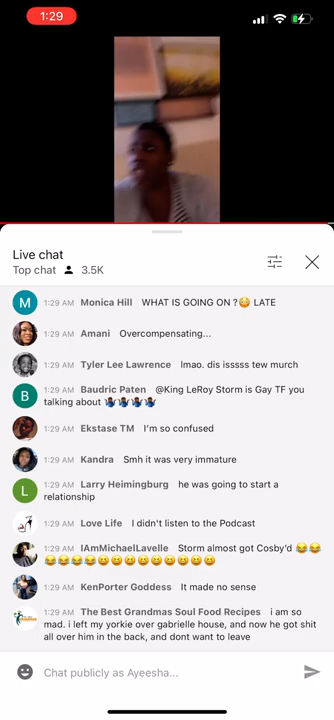 1:29
Live chat
Top chat 3.5K
1:29 AM Monica Hill WHAT IS GOING ON ?😳 LATE
1:29 AM Amani Overcompensating...
1:29 AM Tyler Lee Lawrence lmao. dis isssss tew murch
1:29 AM Baudric Paten @King LeRoy Storm is Gay TF you
talking about 🤷🏾‍♂️🤷🏾‍♂️🤷🏾‍♂️🤷🏾‍♂️
1:29 AM Ekstase TM I'm so confused
1:29 AM Kandra Smh it was very immature
1:29 AM Larry Heimingburg he was going to start a
relationship
1:29 AM Love Life I didn't listen to the Podcast
1:29 AM IAmMichaelLavelle Storm almost got Cosby'd 😂😂
😂😂😂😂😄😄😄😄😄😄😄😄😄
1:29 AM KenPorter Goddess It made no sense
1:29 AM The Best Grandmas Soul Food Recipes i am so
mad. i left my yorkie over gabrielle house, and now he got shit
all over him in the back, and dont want to leave
Chat publicly as Ayeesha...